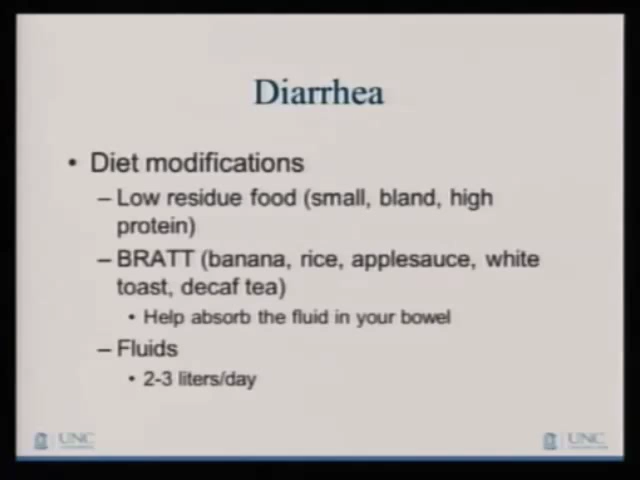 Diarrhea
• Diet modifications
– Low residue food (small, bland, high
protein)
– BRATT (banana, rice, applesauce, white
toast, decaf tea)
• Help absorb the fluid in your bowel
– Fluids
• 2-3 liters/day
UNC UNC